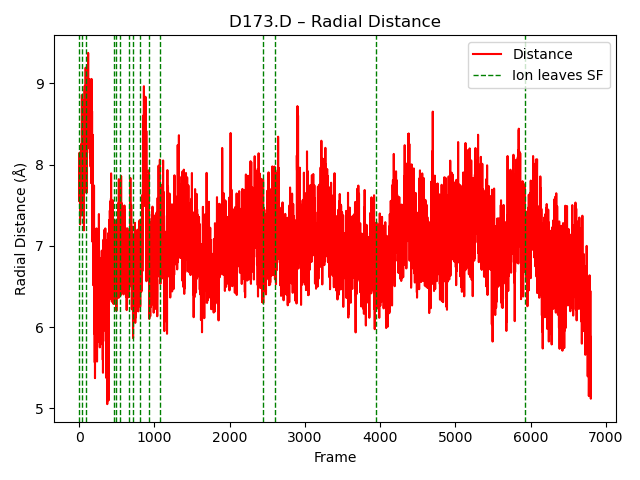 D173.D – Radial Distance
Distance
Ion leaves SF
Radial Distance (Å)
9
8
7
6
5
0 1000 2000 3000 4000 5000 6000 7000
Frame